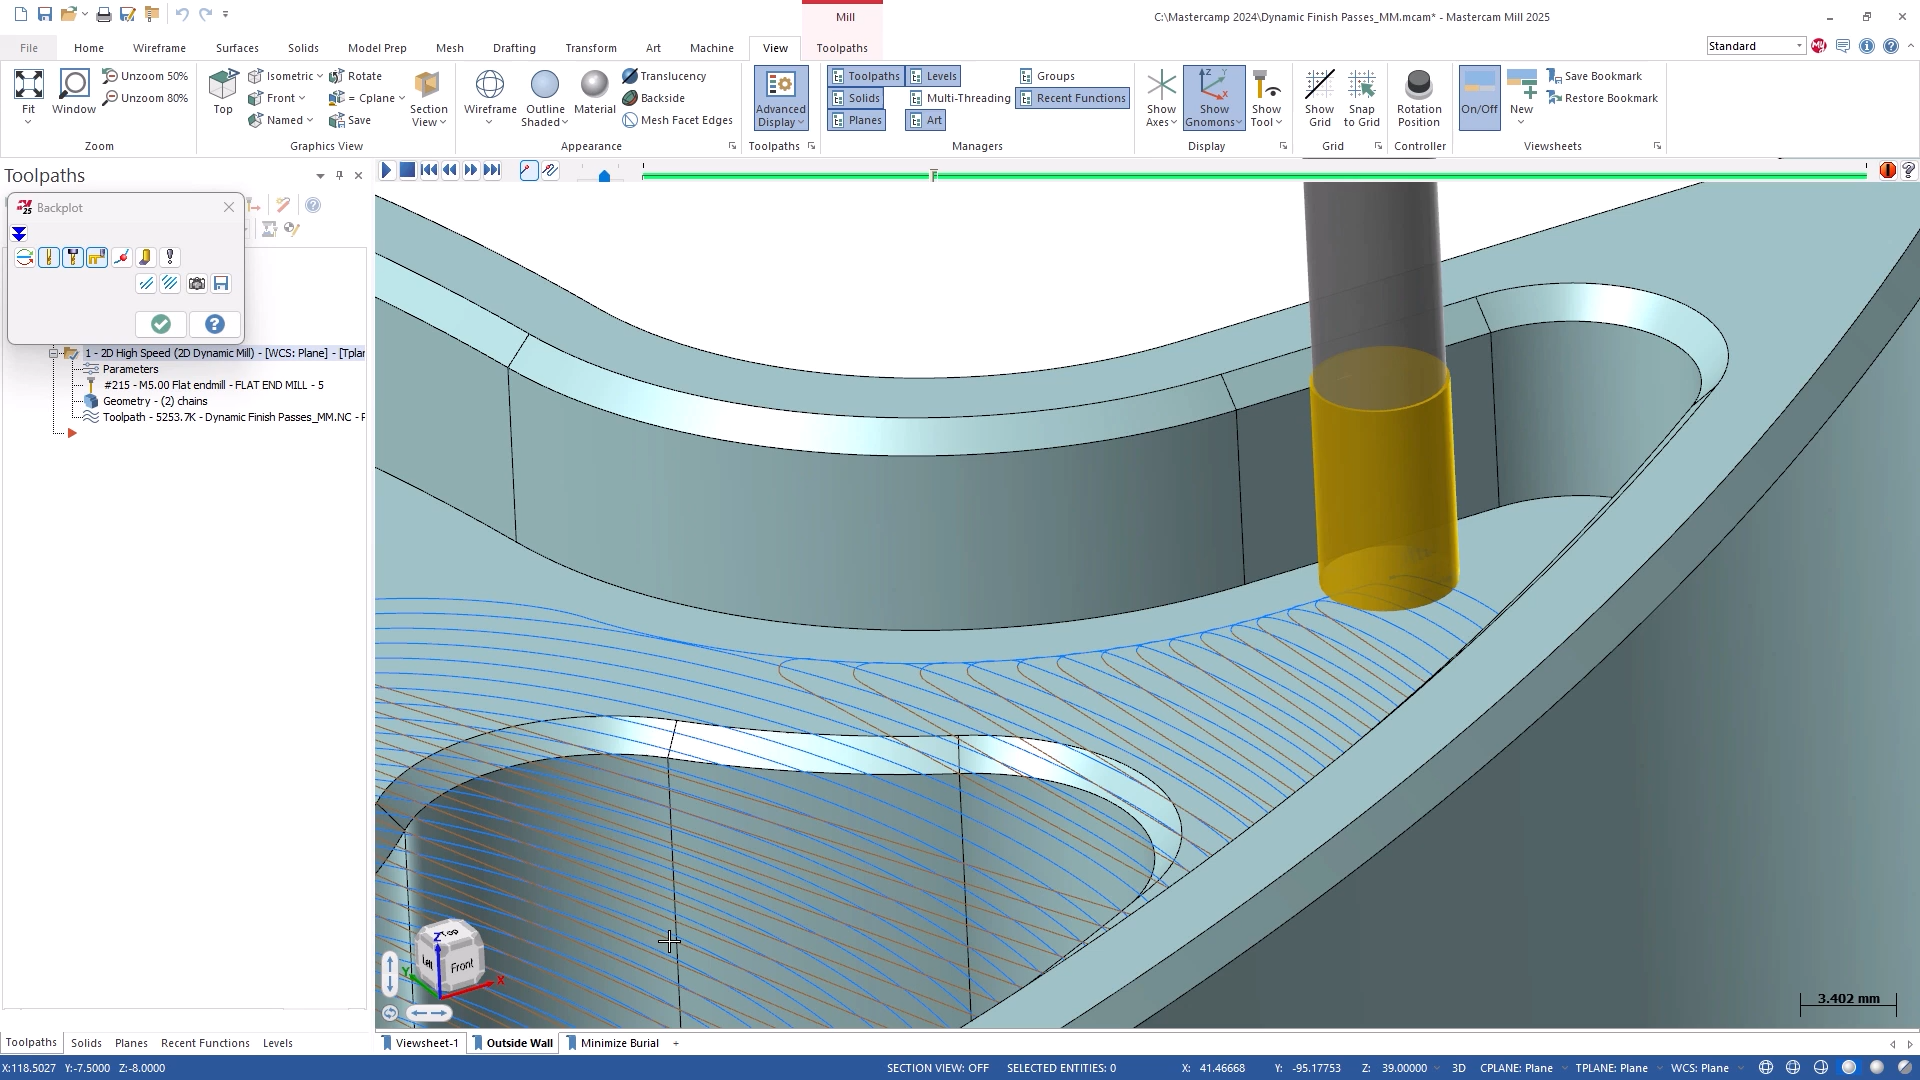 Mill
C:\Mastercamp 2024\Dynamic Finish Passes_MM.mcam* - Mastercam Mill 2025
File Home Wireframe Surfaces Solids Model Prep Mesh Drafting Transform Art Machine View Toolpaths
Standard
Fit
Window
Unzoom 50%
Unzoom 80%
Zoom
Top
Isometric
Front
Named
Rotate
= Cplane
Save
Section View
Graphics View
Wireframe
Outline Shaded
Material
Translucency
Backside
Mesh Facet Edges
Appearance
Advanced Display
Toolpaths
Toolpaths
Solids
Planes
Levels
Multi-Threading
Art
Groups
Recent Functions
Managers
Show Axes
Show Gnomons
Show Tool
Display
Show Grid
Snap to Grid
Grid
Rotation Position
Controller
On/Off
New
Save Bookmark
Restore Bookmark
Viewsheets
Toolpaths
Backplot
1 - 2D High Speed (2D Dynamic Mill) - [WCS: Plane] - [Tplar
Parameters
#215 - M5.00 Flat endmill - FLAT END MILL - 5
Geometry - (2) chains
Toolpath - 5253.7K - Dynamic Finish Passes_MM.NC - F
Z
Top
Left
Front
Y
X
3.402 mm
Toolpaths Solids Planes Recent Functions Levels
Viewsheet-1 Outside Wall Minimize Burial +
X:118.5027 Y:-7.5000 Z:-8.0000
SECTION VIEW: OFF SELECTED ENTITIES: 0 X: 41.46668 Y: -95.17753 Z: 39.00000 3D CPLANE: Plane TPLANE: Plane WCS: Plane